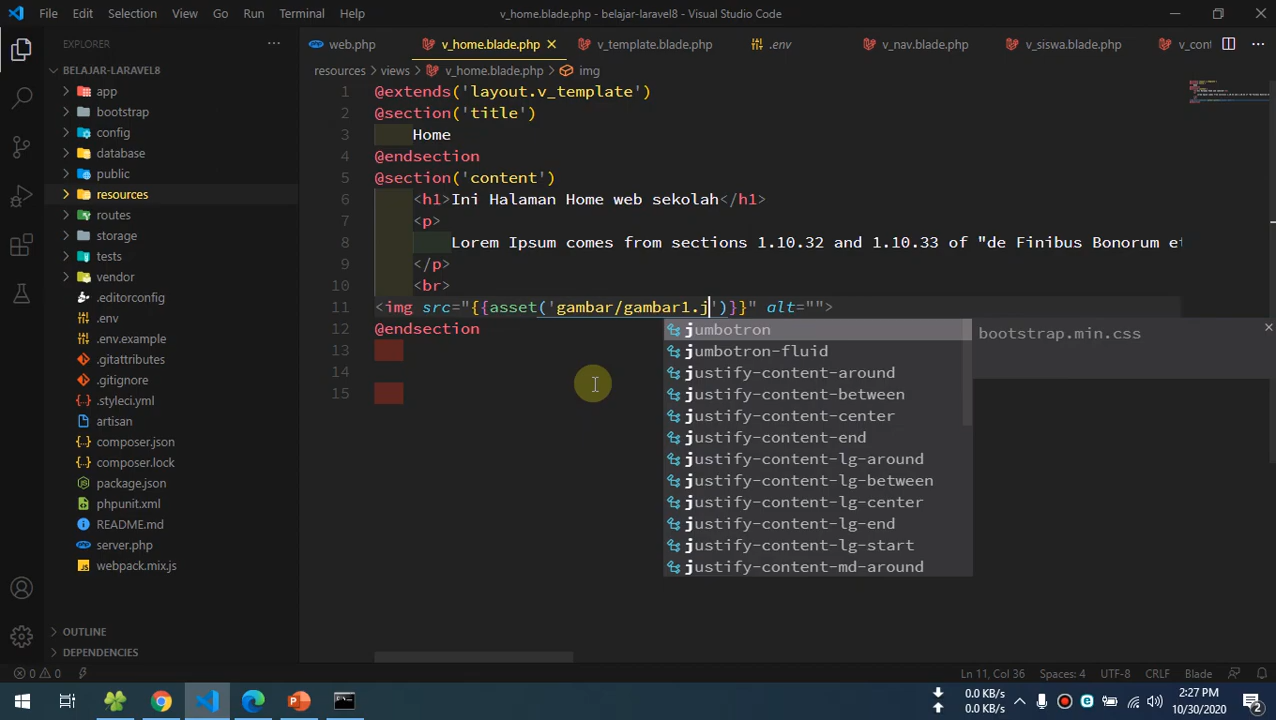 File Edit Selection View Go Run Terminal Help v_home.blade.php - belajar-laravel8 - Visual Studio Code
EXPLORER ...
web.php v_home.blade.php v_template.blade.php .env v_nav.blade.php v_siswa.blade.php v_cont
resources > views > v_home.blade.php > img
BELAJAR-LARAVEL8
app
bootstrap
config
database
public
resources
routes
storage
tests
vendor
.editorconfig
.env
.env.example
.gitattributes
.gitignore
.styleci.yml
artisan
composer.json
composer.lock
package.json
phpunit.xml
README.md
server.php
webpack.mix.js
OUTLINE
DEPENDENCIES
1 @extends('layout.v_template')
2 @section('title')
3 Home
4 @endsection
5 @section('content')
6 <h1>Ini Halaman Home web sekolah</h1>
7 <p>
8 Lorem Ipsum comes from sections 1.10.32 and 1.10.33 of "de Finibus Bonorum et
9 </p>
10 <br>
11 <img src="{{asset('gambar/gambar1.j')}}" alt="">
12 @endsection
13
14
15
jumbotron
jumbotron-fluid
justify-content-around
justify-content-between
justify-content-center
justify-content-end
justify-content-lg-around
justify-content-lg-between
justify-content-lg-center
justify-content-lg-end
justify-content-lg-start
justify-content-md-around
bootstrap.min.css
0 0 Ln 11, Col 36 Spaces: 4 UTF-8 CRLF Blade
0.0 KB/s
0.0 KB/s
2:27 PM
10/30/2020
2